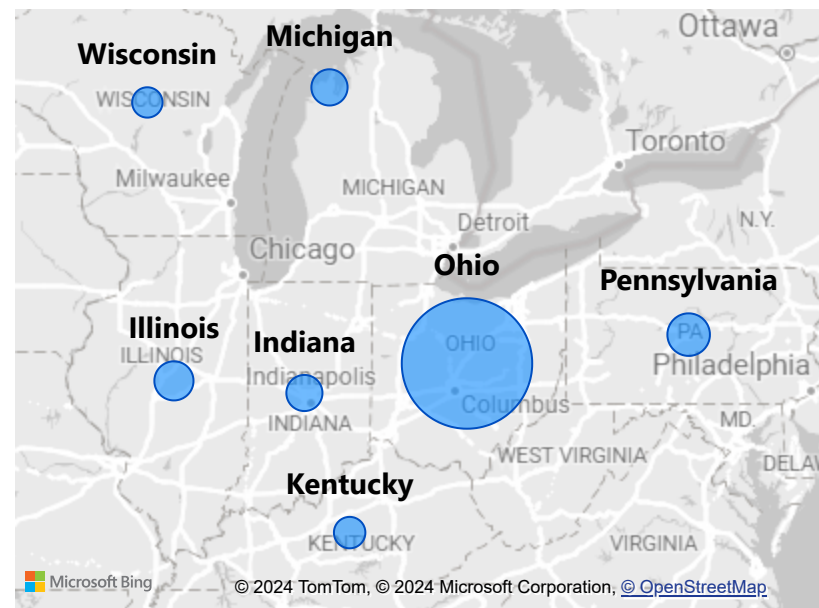 Ottawa
Michigan
Wisconsin
WISCONSIN
Toronto
Milwaukee
MICHIGAN
N.Y.
Detroit
Chicago
Ohio
Pennsylvania
Illinois
Indiana
OHIO
PA
ILLINOIS
Philadelphia
Indianapolis
Columbus
INDIANA
MD.
WEST VIRGINIA
DELAW
Kentucky
KENTUCKY
VIRGINIA
Microsoft Bing
© 2024 TomTom, © 2024 Microsoft Corporation, © OpenStreetMap